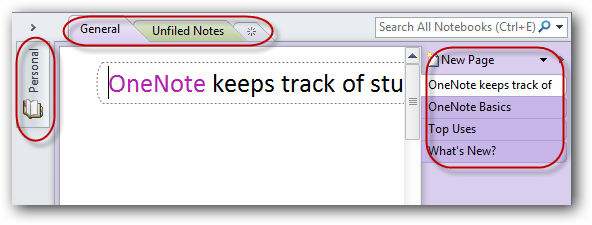 General
Unfiled Notes
Search All Notebooks (Ctrl+E)
Personal
OneNote keeps track of stu
New Page
OneNote keeps track of
OneNote Basics
Top Uses
What's New?